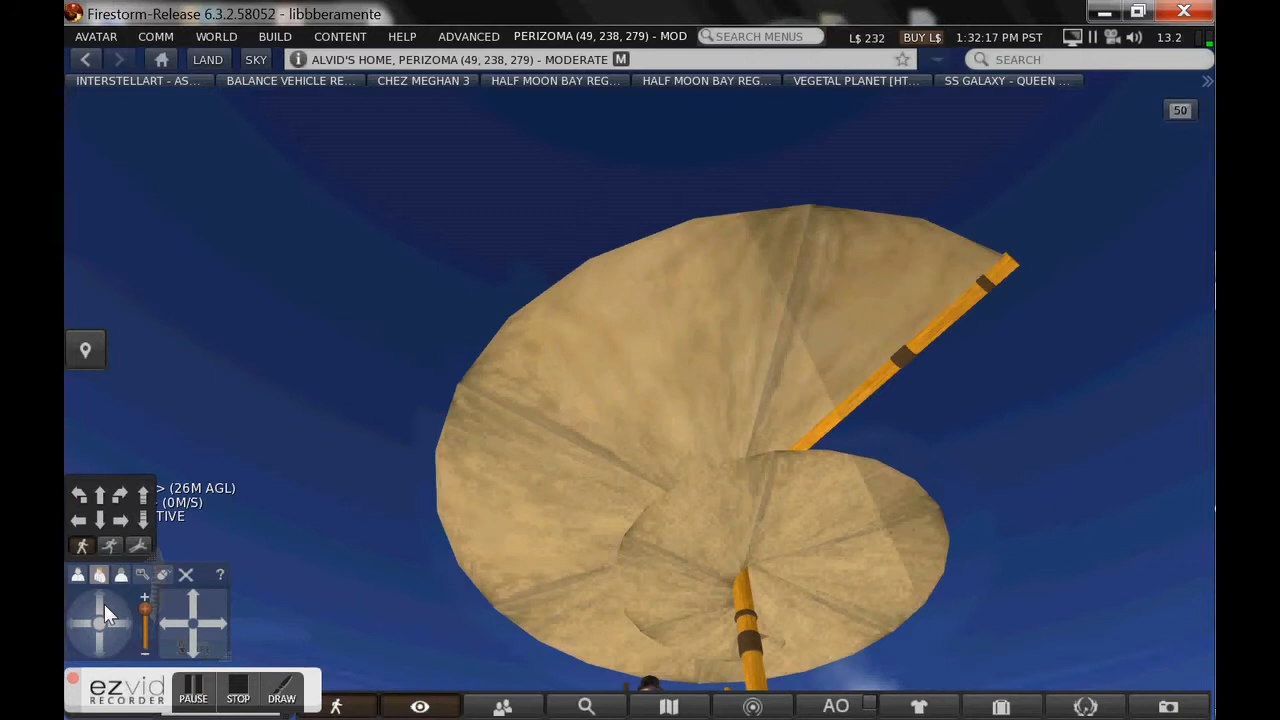 Firestorm-Release 6.3.2.58052 - libbberamente
AVATAR COMM WORLD BUILD CONTENT HELP ADVANCED PERIZOMA (49, 238, 279) - MOD SEARCH MENUS L$ 232 BUY L$ 1:32:17 PM PST 13.2
LAND SKY ALVID'S HOME, PERIZOMA (49, 238, 279) - MODERATE M SEARCH
INTERSTELLART - AS... BALANCE VEHICLE RE... CHEZ MEGHAN 3 HALF MOON BAY REG... HALF MOON BAY REG... VEGETAL PLANET [HT... SS GALAXY - QUEEN ...
50
> (26M AGL)
(0M/S)
TIVE
?
+
-
ezvid
RECORDER
PAUSE STOP DRAW
AO